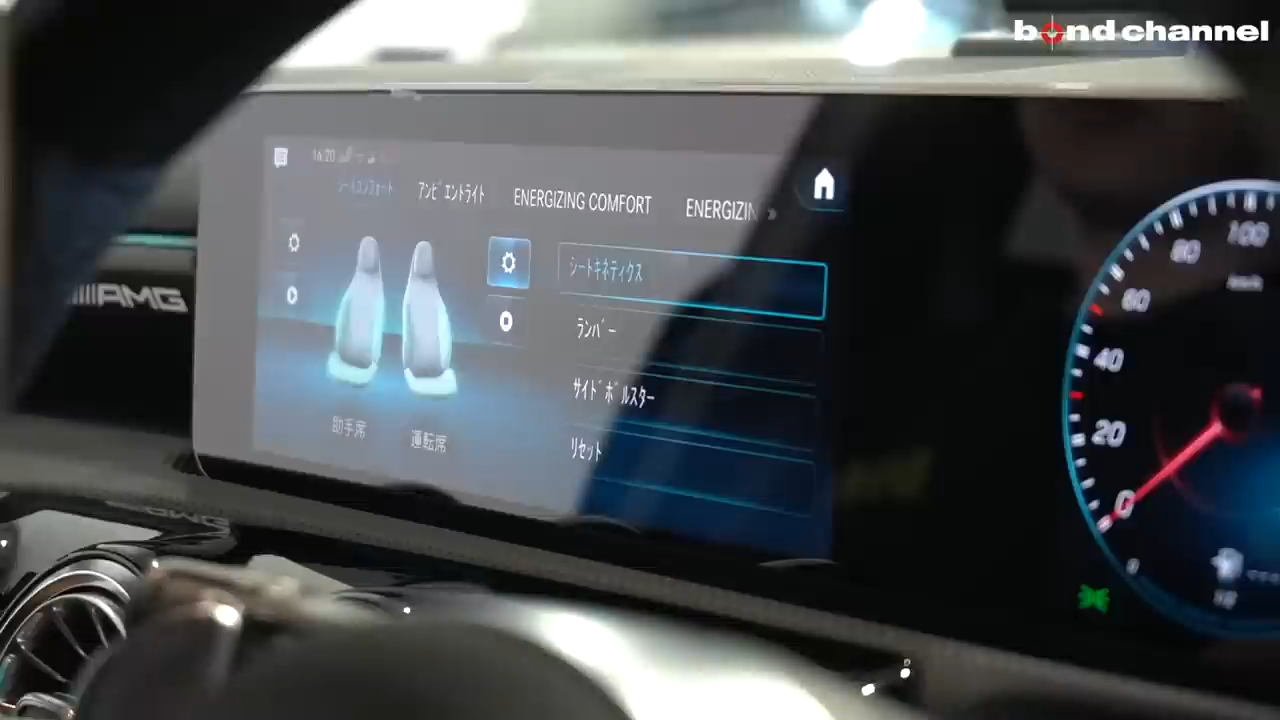 bond channel
16:20
シートコンフォート
アンビエントライト
ENERGIZING COMFORT
ENERGIZIN
シートキネティクス
ランバー
サイドボルスター
リセット
助手席
運転席
AMG
100
80
60
40
20
0
km/h